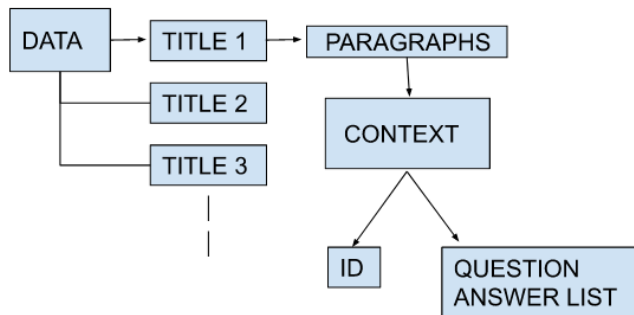 DATA
TITLE 1
PARAGRAPHS
TITLE 2
CONTEXT
TITLE 3
ID
QUESTION
ANSWER LIST